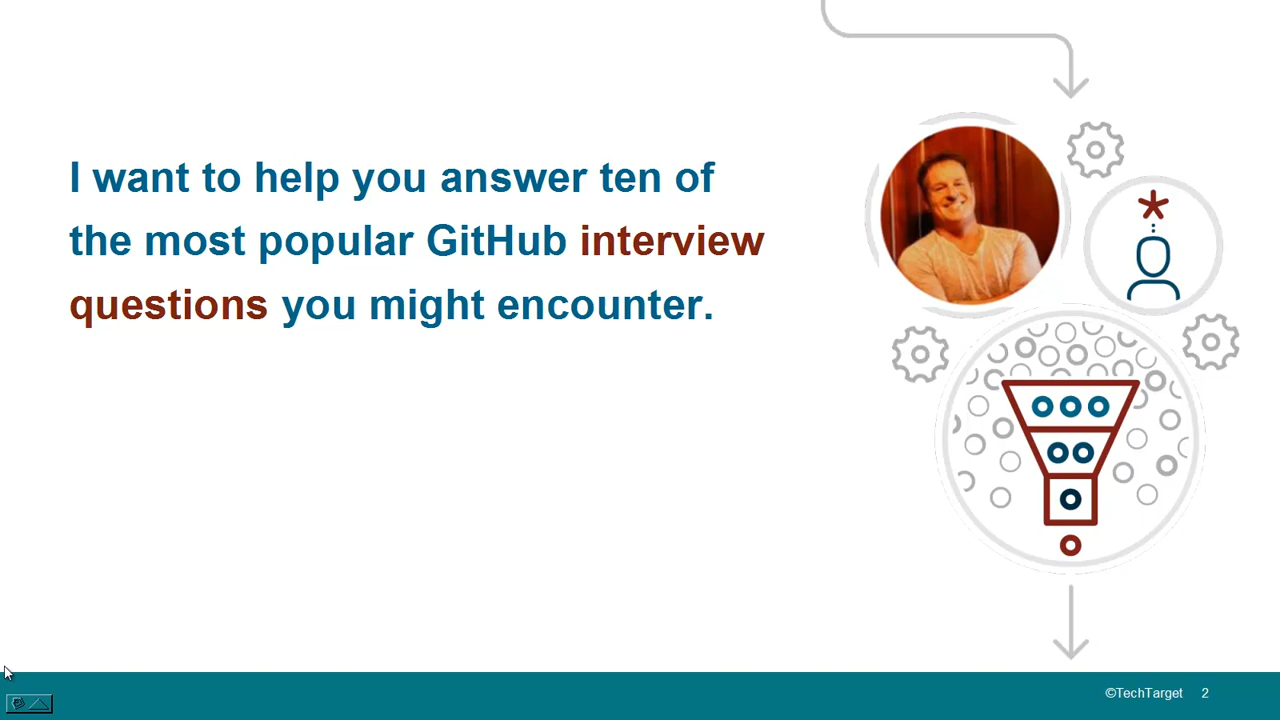 I want to help you answer ten of
the most popular GitHub interview
questions you might encounter.
©TechTarget 2